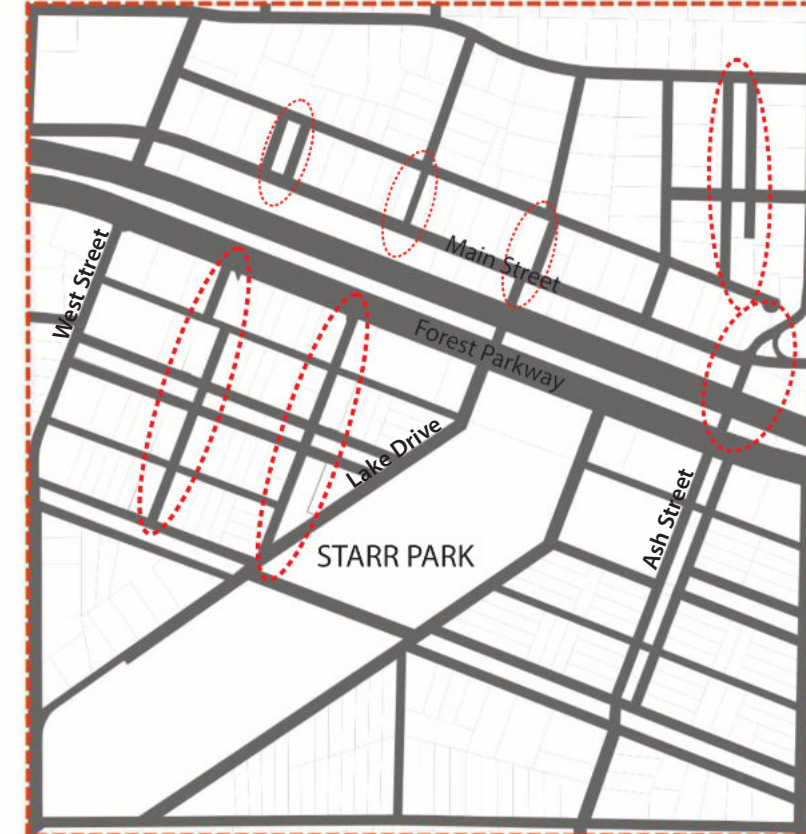 Main Street
West Street
Forest Parkway
Lake Drive
Ash Street
STARR PARK